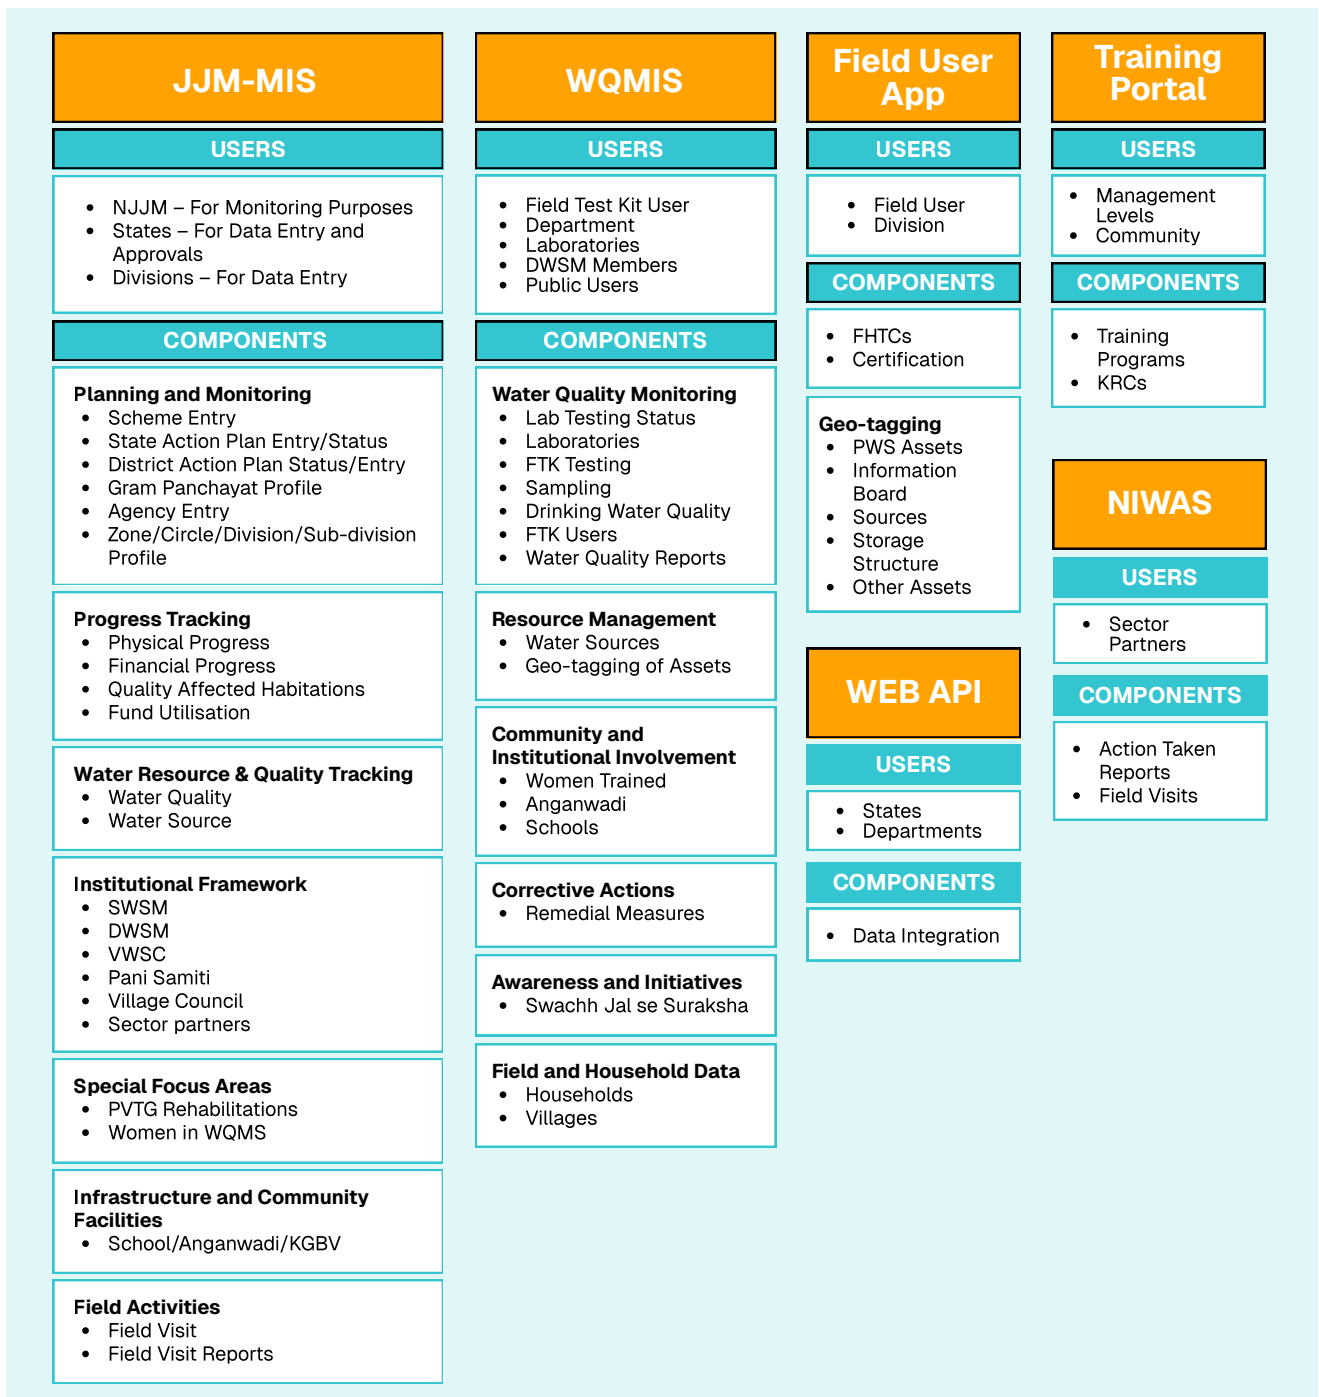 JJM-MIS
USERS
• NJJM – For Monitoring Purposes
• States – For Data Entry and
Approvals
• Divisions – For Data Entry
COMPONENTS
Planning and Monitoring
• Scheme Entry
• State Action Plan Entry/Status
• District Action Plan Status/Entry
• Gram Panchayat Profile
• Agency Entry
• Zone/Circle/Division/Sub-division
Profile
Progress Tracking
• Physical Progress
• Financial Progress
• Quality Affected Habitations
• Fund Utilisation
Water Resource & Quality Tracking
• Water Quality
• Water Source
Institutional Framework
• SWSM
• DWSM
• VWSC
• Pani Samiti
• Village Council
• Sector partners
Special Focus Areas
• PVTG Rehabilitations
• Women in WQMS
Infrastructure and Community
Facilities
• School/Anganwadi/KGBV
Field Activities
• Field Visit
• Field Visit Reports
WQMIS
USERS
• Field Test Kit User
• Department
• Laboratories
• DWSM Members
• Public Users
COMPONENTS
Water Quality Monitoring
• Lab Testing Status
• Laboratories
• FTK Testing
• Sampling
• Drinking Water Quality
• FTK Users
• Water Quality Reports
Resource Management
• Water Sources
• Geo-tagging of Assets
Community and
Institutional Involvement
• Women Trained
• Anganwadi
• Schools
Corrective Actions
• Remedial Measures
Awareness and Initiatives
• Swachh Jal se Suraksha
Field and Household Data
• Households
• Villages
Field User
App
USERS
• Field User
• Division
COMPONENTS
• FHTCs
• Certification
Geo-tagging
• PWS Assets
• Information
Board
• Sources
• Storage
Structure
• Other Assets
WEB API
USERS
• States
• Departments
COMPONENTS
• Data Integration
Training
Portal
USERS
• Management
Levels
• Community
COMPONENTS
• Training
Programs
• KRCs
NIWAS
USERS
• Sector
Partners
COMPONENTS
• Action Taken
Reports
• Field Visits